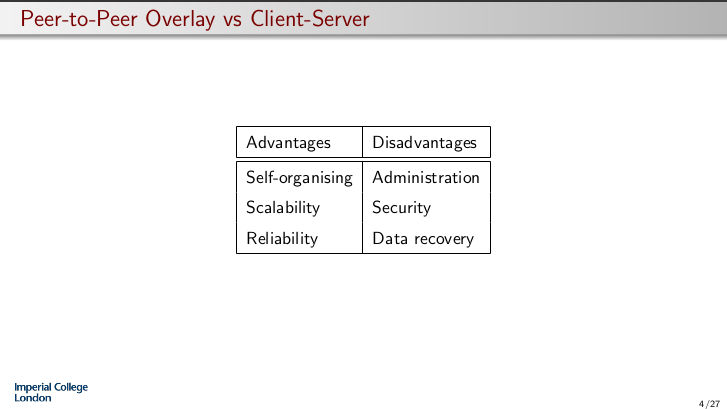 Peer-to-Peer Overlay vs Client-Server
Advantages Disadvantages
Self-organising Administration
Scalability Security
Reliability Data recovery
Imperial College
London
4/27